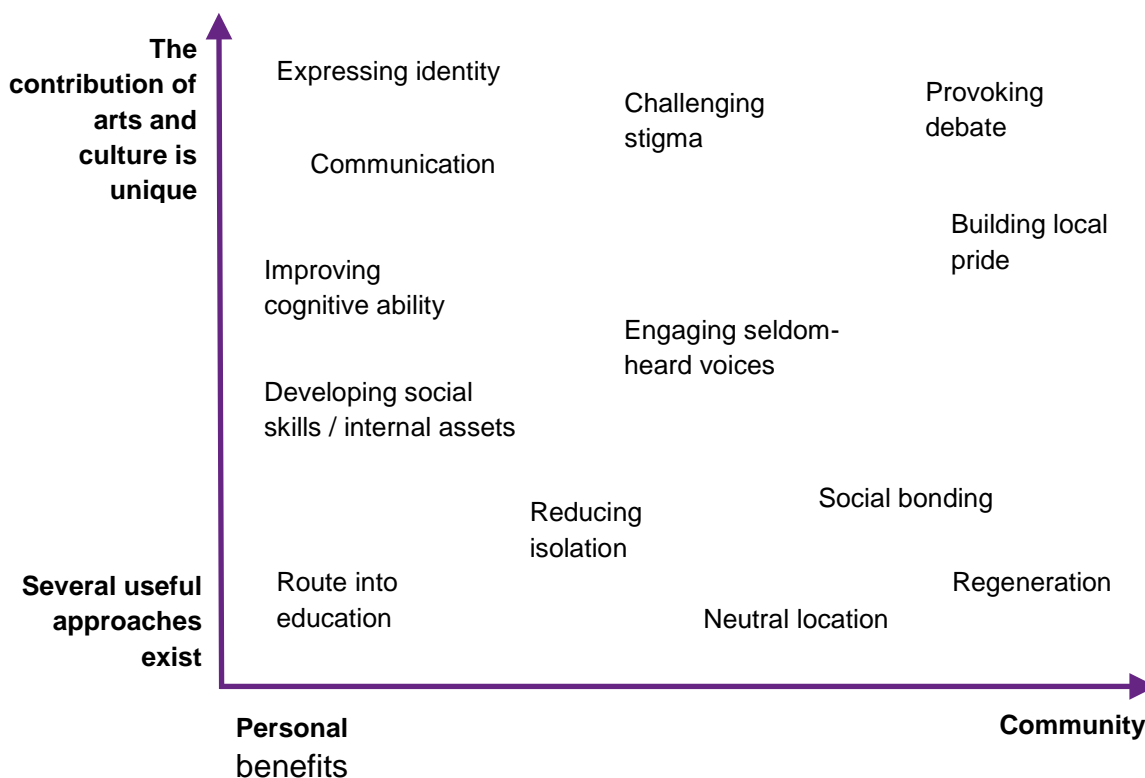 The
contribution of
arts and
culture is
unique
Expressing identity
Challenging
stigma
Provoking
debate
Communication
Building local
pride
Improving
cognitive ability
Engaging seldom-
heard voices
Developing social
skills / internal assets
Social bonding
Reducing
isolation
Several useful
approaches
exist
Route into
education
Neutral location
Regeneration
Personal
benefits
Community